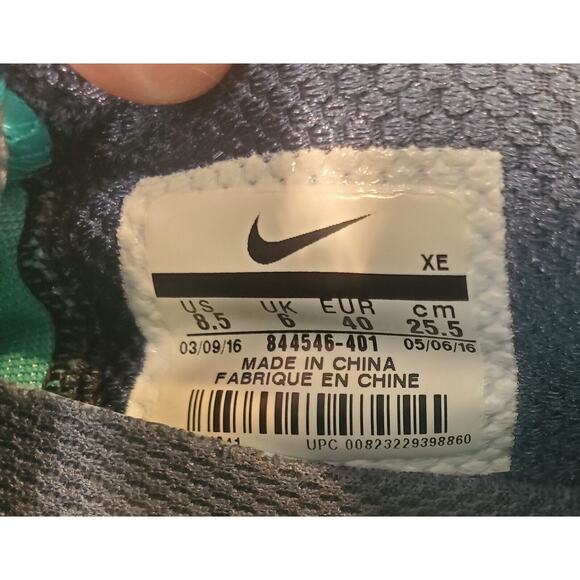 XE
US UK EUR cm
8.5 6 40 25.5
03/09/16 844546-401 05/06/16
MADE IN CHINA
FABRIQUE EN CHINE
UPC 00823229398860